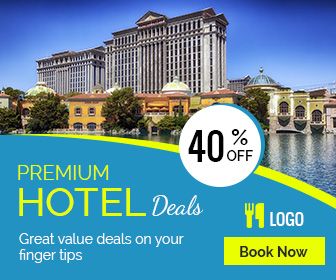 40% OFF
PREMIUM
HOTEL Deals
Great value deals on your
finger tips
LOGO
Book Now